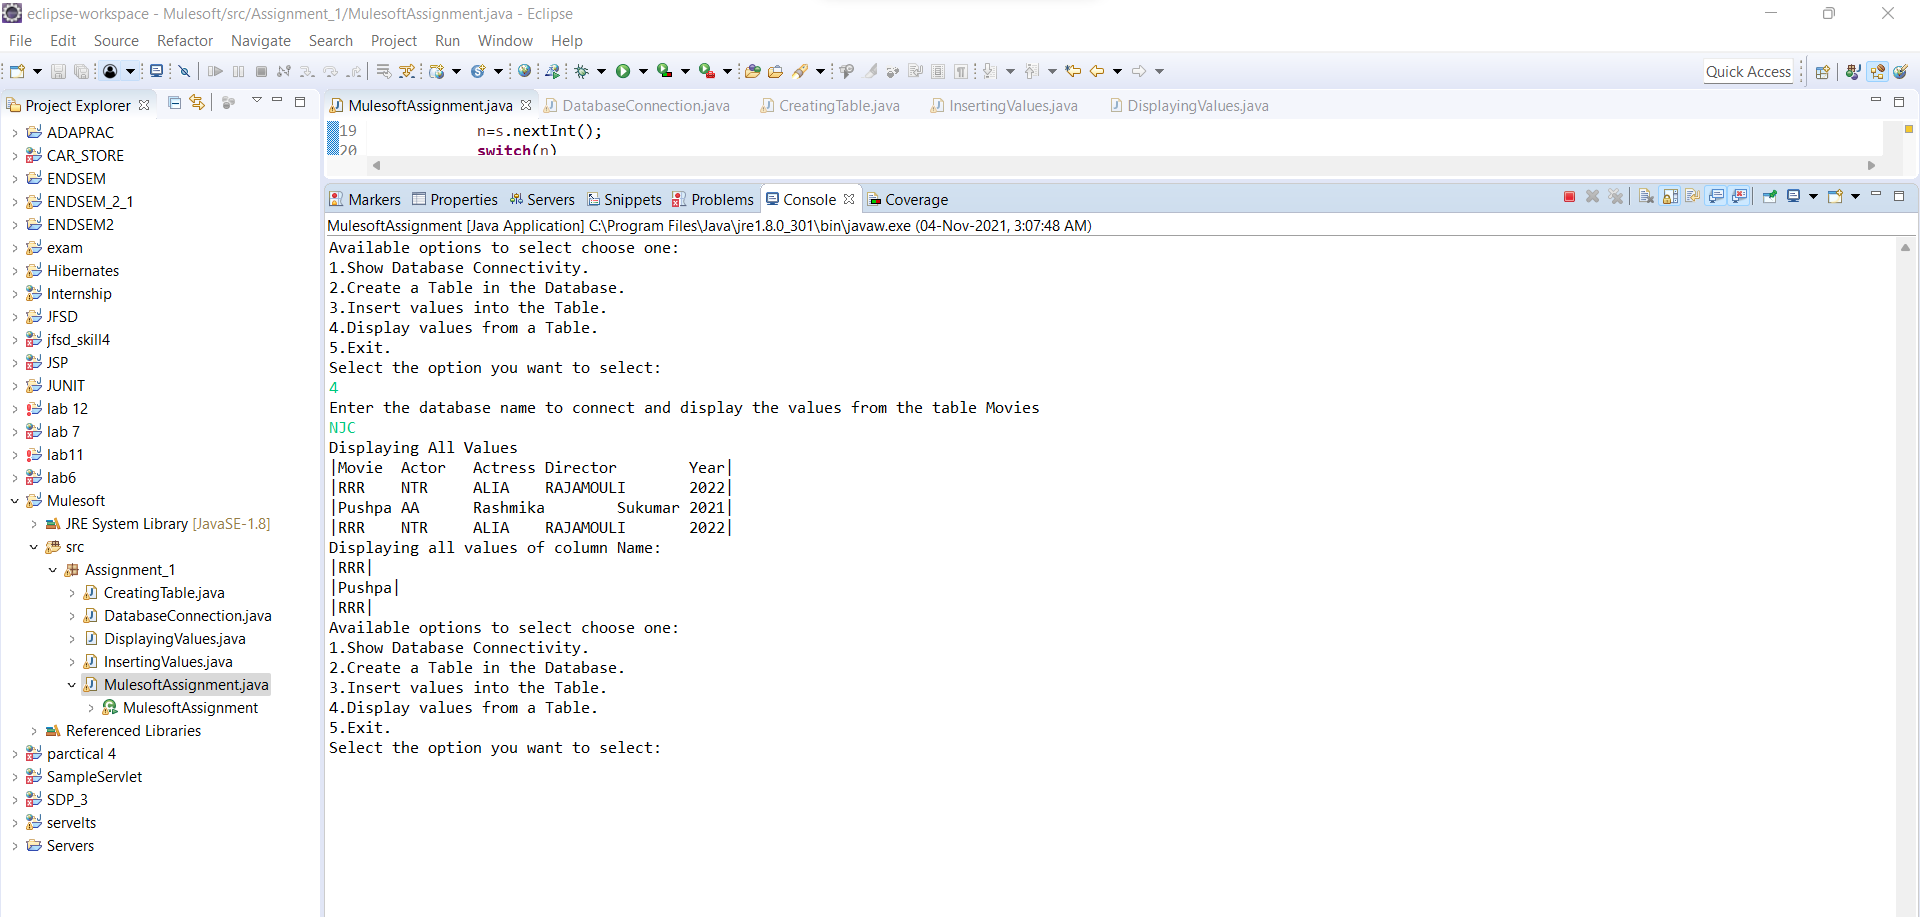 eclipse-workspace - Mulesoft/src/Assignment_1/MulesoftAssignment.java - Eclipse
File Edit Source Refactor Navigate Search Project Run Window Help
Quick Access
Project Explorer
ADAPRAC
CAR_STORE
ENDSEM
ENDSEM_2_1
ENDSEM2
exam
Hibernates
Internship
JFSD
jfsd_skill4
JSP
JUNIT
lab 12
lab 7
lab11
lab6
Mulesoft
JRE System Library [JavaSE-1.8]
src
Assignment_1
CreatingTable.java
DatabaseConnection.java
DisplayingValues.java
InsertingValues.java
MulesoftAssignment.java
MulesoftAssignment
Referenced Libraries
parctical 4
SampleServlet
SDP_3
servelts
Servers
MulesoftAssignment.java DatabaseConnection.java CreatingTable.java InsertingValues.java DisplayingValues.java
19 n=s.nextInt();
20 switch(n)
Markers Properties Servers Snippets Problems Console Coverage
MulesoftAssignment [Java Application] C:\Program Files\Java\jre1.8.0_301\bin\javaw.exe (04-Nov-2021, 3:07:48 AM)
Available options to select choose one:
1.Show Database Connectivity.
2.Create a Table in the Database.
3.Insert values into the Table.
4.Display values from a Table.
5.Exit.
Select the option you want to select:
4
Enter the database name to connect and display the values from the table Movies
NJC
Displaying All Values
|Movie Actor Actress Director Year|
|RRR NTR ALIA RAJAMOULI 2022|
|Pushpa AA Rashmika Sukumar 2021|
|RRR NTR ALIA RAJAMOULI 2022|
Displaying all values of column Name:
|RRR|
|Pushpa|
|RRR|
Available options to select choose one:
1.Show Database Connectivity.
2.Create a Table in the Database.
3.Insert values into the Table.
4.Display values from a Table.
5.Exit.
Select the option you want to select: